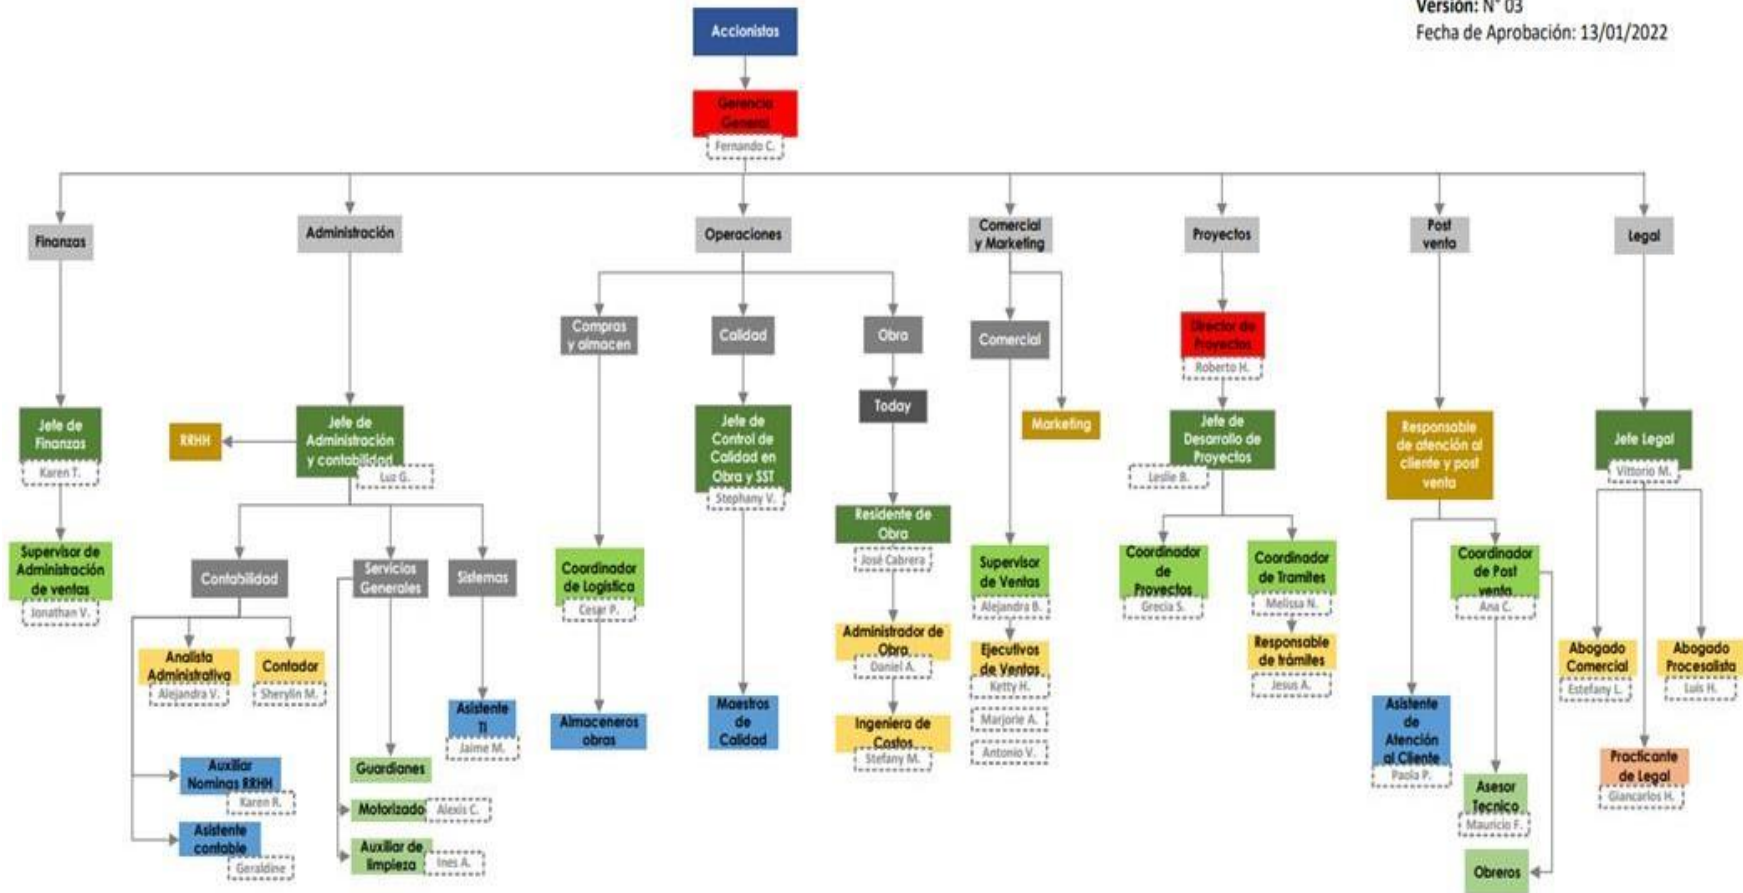 Versión: N° 03
Fecha de Aprobación: 13/01/2022
Accionistas
Gerencia
General
Fernando C.
Finanzas
Administración
Operaciones
Comercial
y Marketing
Proyectos
Post
venta
Legal
Compras
y almacen
Calidad
Obra
Comercial
Director de
Proyectos
Roberto H.
Today
Marketing
Jefe de
Finanzas
Karen T.
RRHH
Jefe de
Administración
y contabilidad
Luz G.
Jefe de
Control de
Calidad en
Obra y SST
Stephany V.
Jefe de
Desarrollo de
Proyectos
Leslie B.
Responsable
de atención al
cliente y post
venta
Jefe Legal
Vittorio M.
Residente de
Obra
José Cabrera
Supervisor de
Administración
de ventas
Jonathan V.
Contabilidad
Servicios
Generales
Sistemas
Coordinador
de Logística
Cesar P.
Supervisor
de Ventas
Alejandra B.
Coordinador
de
Proyectos
Grecia S.
Coordinador
de Tramites
Melissa N.
Coordinador
de Post
venta
Ana C.
Analista
Administrativa
Alejandra V.
Contador
Sherylin M.
Administrador de
Obra
Daniel A.
Ejecutivos
de Ventas
Ketty H.
Marjorie A.
Antonio V.
Responsable
de trámites
Jesus A.
Abogado
Comercial
Estefany L.
Abogado
Procesalista
Luis H.
Asistente
TI
Jaime M.
Almaceneros
obras
Maestros
de
Calidad
Ingeniera de
Costos
Stefany M.
Asistente
de
Atención
al Cliente
Paola P.
Practicante
de Legal
Giancarlos H.
Auxiliar
Nominas RRHH
Karen R.
Guardianes
Motorizado
Alexis C.
Asesor
Tecnico
Mauricio F.
Asistente
contable
Geraldine
Auxiliar de
limpieza
Ines A.
Obreros